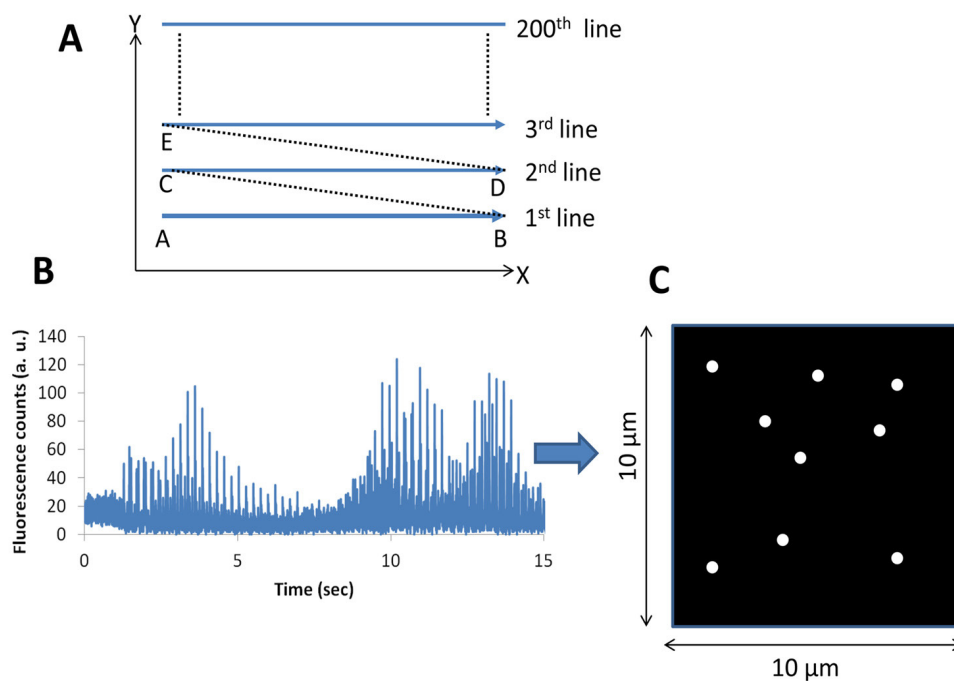 A
Y
200th line
3rd line
E
2nd line
C
D
1st line
A
B
X
B
Fluorescence counts (a. u.)
140
120
100
80
60
40
20
0
0
5
10
15
Time (sec)
C
10 µm
10 µm